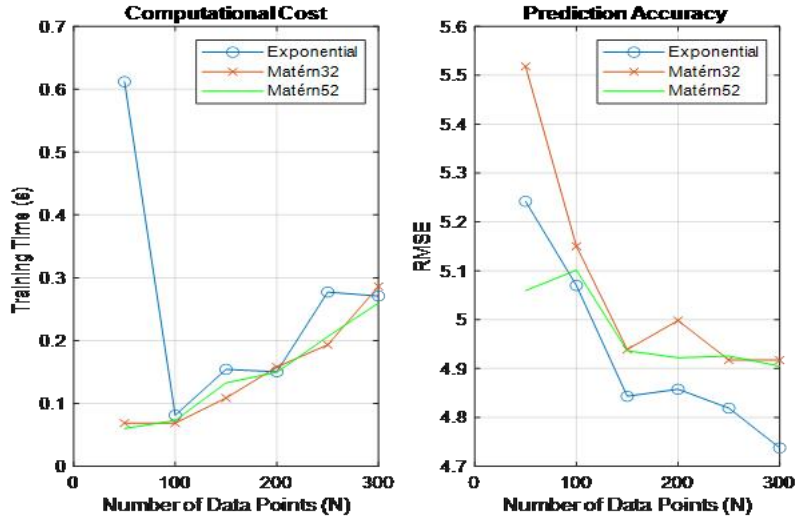 Computational Cost
0.7
0.6
0.5
0.4
0.3
0.2
0.1
0
0
100
200
300
Training Time (s)
Number of Data Points (N)
Exponential
Matérn32
Matérn52
Prediction Accuracy
5.6
5.5
5.4
5.3
5.2
5.1
5
4.9
4.8
4.7
0
100
200
300
RMSE
Number of Data Points (N)
Exponential
Matérn32
Matérn52